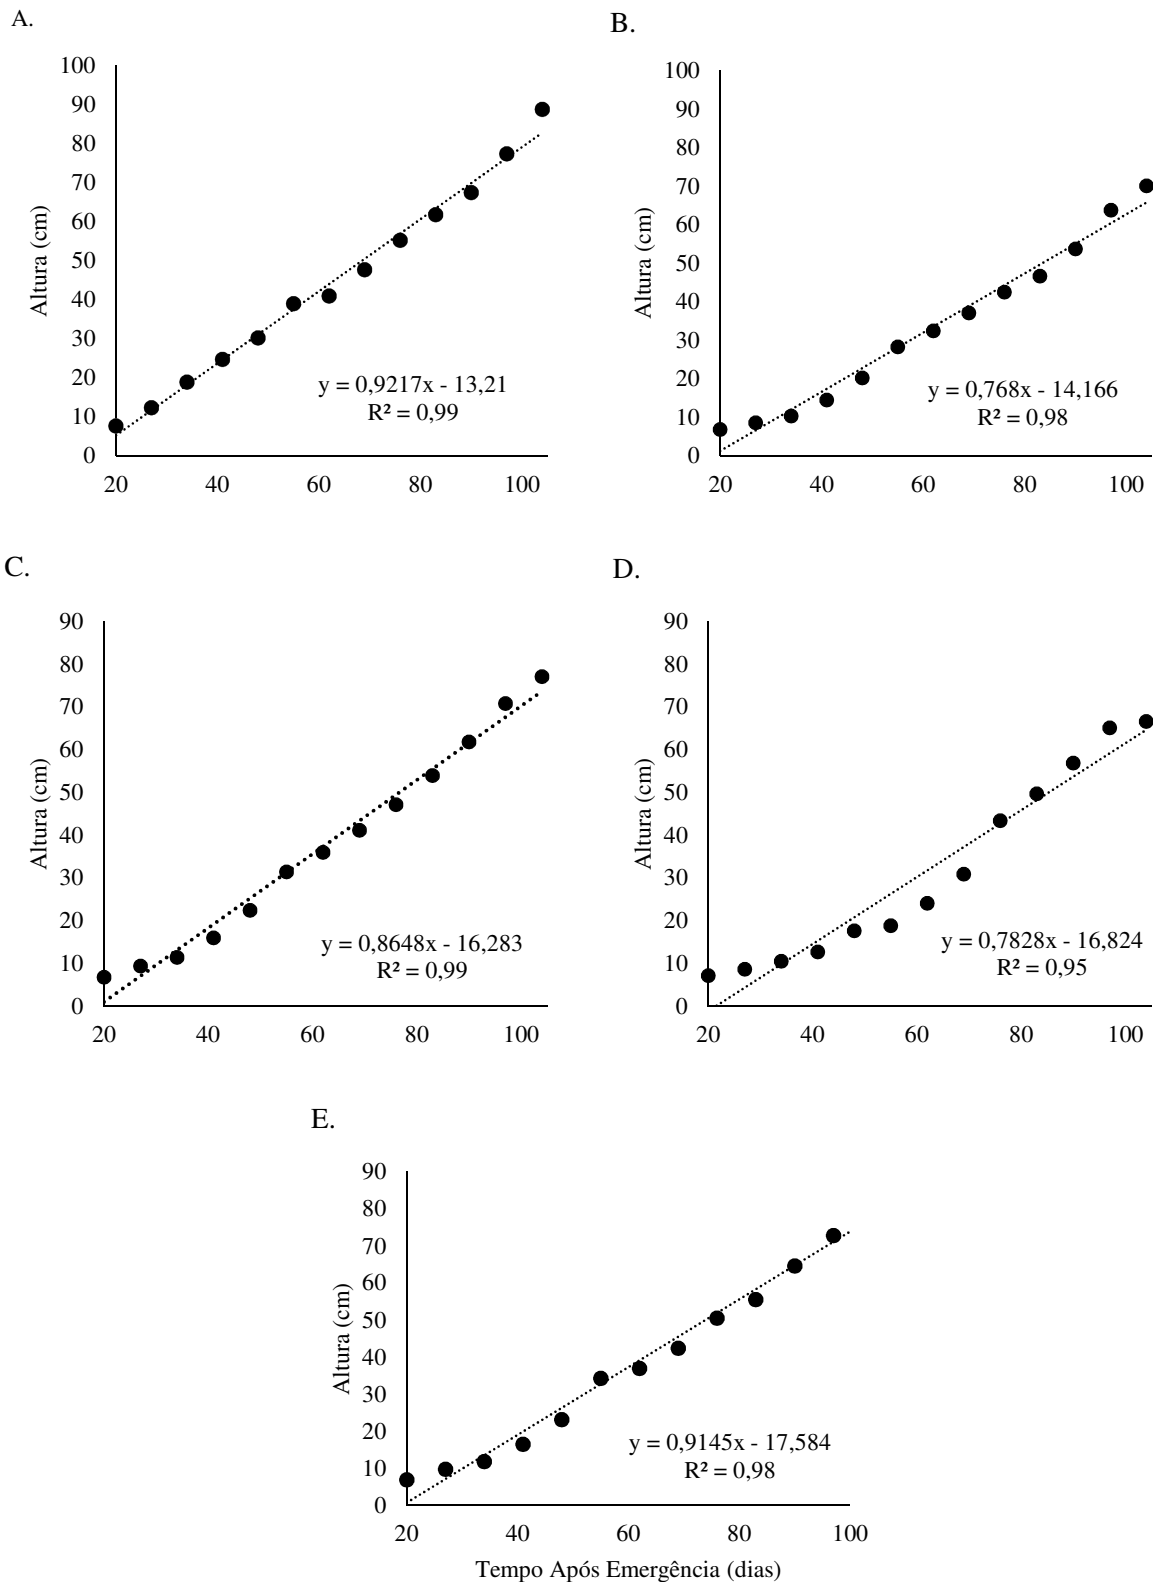 A.
100
90
80
70
60
50
40
30
20
10
0
Altura (cm)
y = 0,9217x - 13,21
R² = 0,99
20 40 60 80 100
B.
100
90
80
70
60
50
40
30
20
10
0
Altura (cm)
y = 0,768x - 14,166
R² = 0,98
20 40 60 80 100
C.
90
80
70
60
50
40
30
20
10
0
Altura (cm)
y = 0,8648x - 16,283
R² = 0,99
20 40 60 80 100
D.
90
80
70
60
50
40
30
20
10
0
Altura (cm)
y = 0,7828x - 16,824
R² = 0,95
20 40 60 80 100
E.
90
80
70
60
50
40
30
20
10
0
Altura (cm)
y = 0,9145x - 17,584
R² = 0,98
20 40 60 80 100
Tempo Após Emergência (dias)